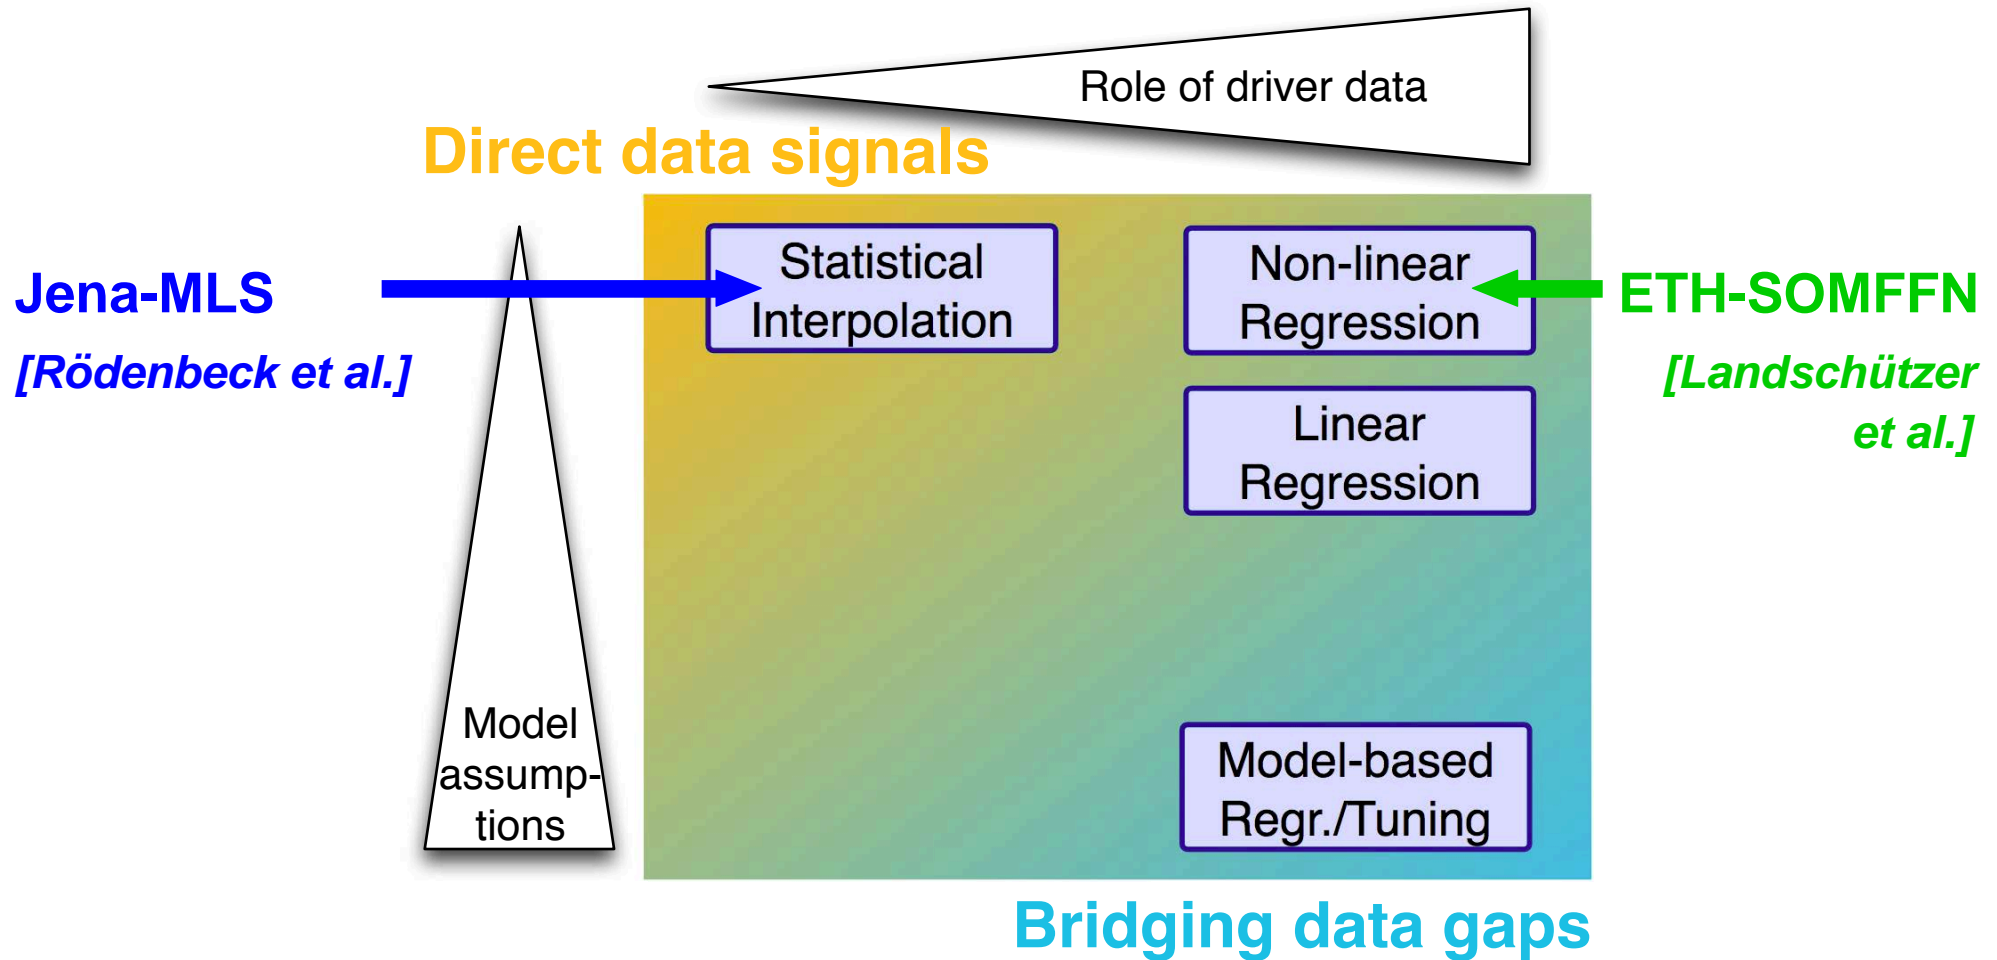 Role of driver data
Direct data signals
Jena-MLS
[Rödenbeck et al.]
Statistical
Interpolation
Non-linear
Regression
ETH-SOMFFN
[Landschützer
et al.]
Linear
Regression
Model
assump-
tions
Model-based
Regr./Tuning
Bridging data gaps